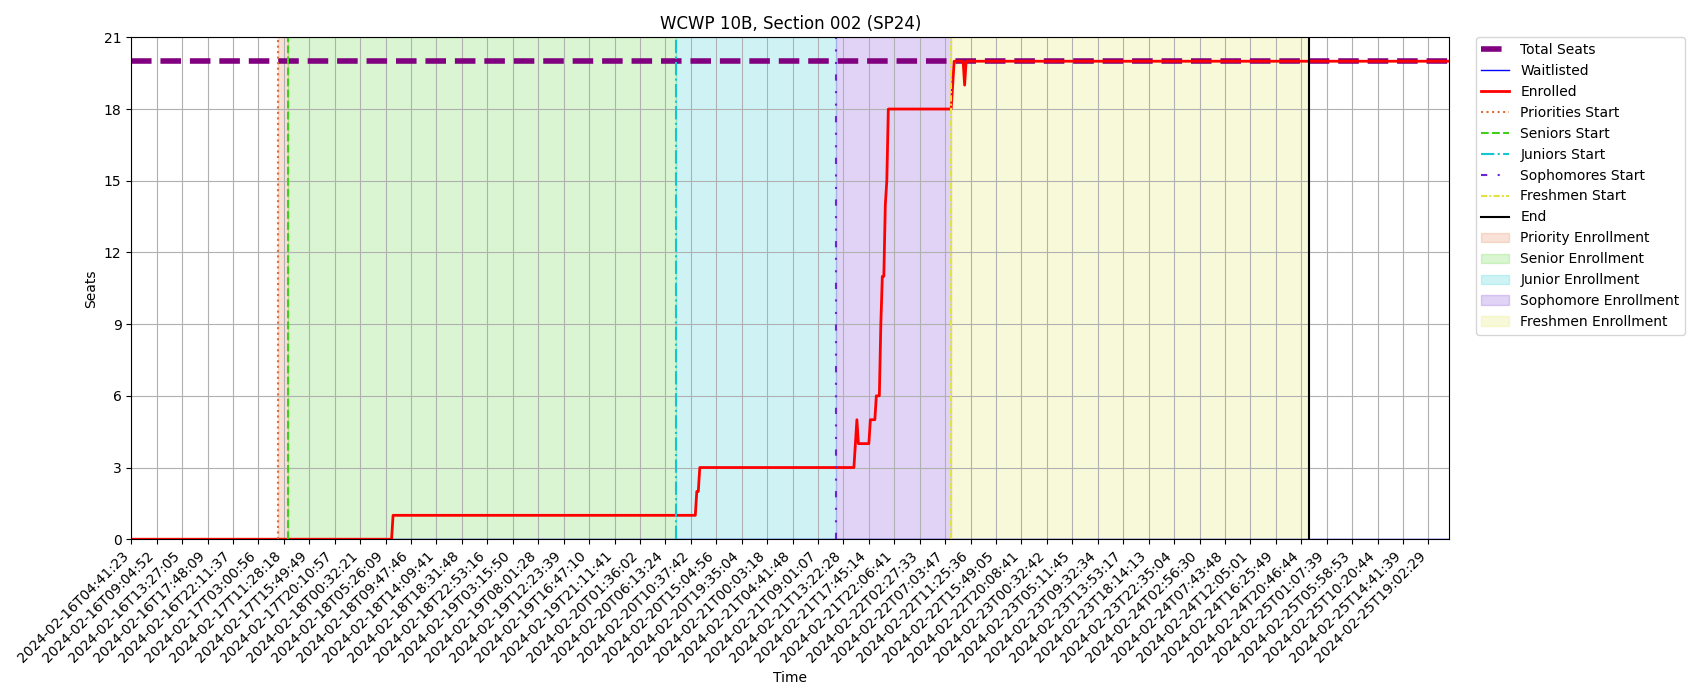 WCWP 10B, Section 002 (SP24)
21
18
15
12
9
6
3
0
Seats
2024-02-16T04:41:23
2024-02-16T09:04:52
2024-02-16T13:27:05
2024-02-16T17:48:09
2024-02-16T22:11:37
2024-02-17T03:00:56
2024-02-17T11:28:18
2024-02-17T15:49:49
2024-02-17T20:10:57
2024-02-18T00:32:21
2024-02-18T05:26:09
2024-02-18T09:47:46
2024-02-18T14:09:41
2024-02-18T18:31:48
2024-02-18T22:53:16
2024-02-19T03:15:50
2024-02-19T08:01:28
2024-02-19T12:23:39
2024-02-19T16:47:10
2024-02-19T21:11:41
2024-02-20T01:36:02
2024-02-20T06:13:24
2024-02-20T10:37:42
2024-02-20T15:04:56
2024-02-20T19:35:04
2024-02-21T00:03:18
2024-02-21T04:41:48
2024-02-21T09:01:07
2024-02-21T13:22:28
2024-02-21T17:45:14
2024-02-21T22:06:41
2024-02-22T02:27:33
2024-02-22T07:03:47
2024-02-22T11:25:36
2024-02-22T15:49:05
2024-02-22T20:08:41
2024-02-23T00:32:42
2024-02-23T05:11:45
2024-02-23T09:32:34
2024-02-23T13:53:17
2024-02-23T18:14:13
2024-02-23T22:35:04
2024-02-24T02:56:30
2024-02-24T07:43:48
2024-02-24T12:05:01
2024-02-24T16:25:49
2024-02-24T20:46:44
2024-02-25T01:07:39
2024-02-25T05:58:53
2024-02-25T10:20:44
2024-02-25T14:41:39
2024-02-25T19:02:29
Time
Total Seats
Waitlisted
Enrolled
Priorities Start
Seniors Start
Juniors Start
Sophomores Start
Freshmen Start
End
Priority Enrollment
Senior Enrollment
Junior Enrollment
Sophomore Enrollment
Freshmen Enrollment